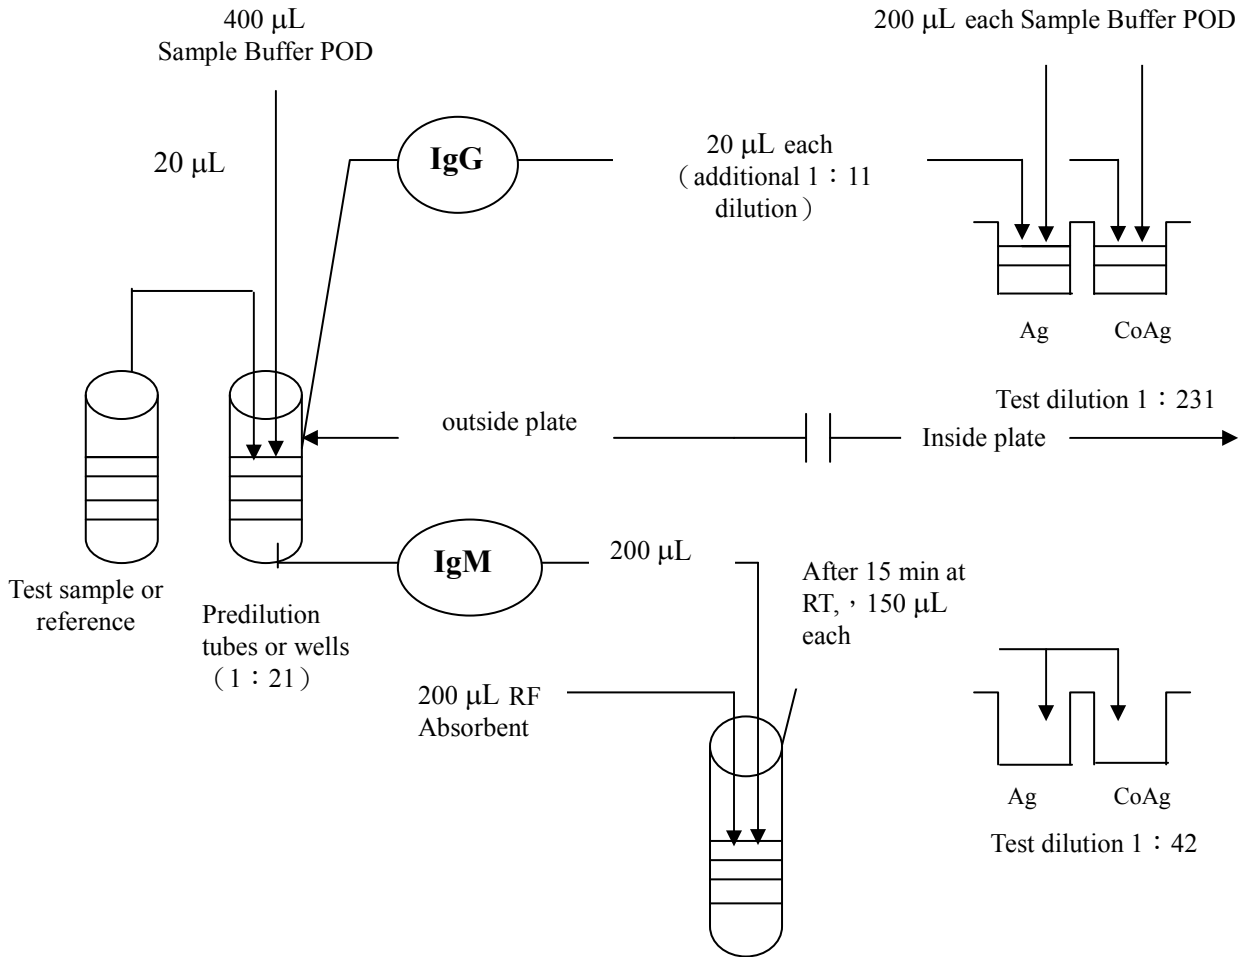 400 μL
Sample Buffer POD
200 μL each Sample Buffer POD
20 μL
IgG
20 μL each
（additional 1：11
dilution）
Ag
CoAg
Test dilution 1：231
outside plate
Inside plate
Test sample or
reference
Predilution
tubes or wells
（1：21）
IgM
200 μL
After 15 min at
RT,，150 μL
each
200 μL RF
Absorbent
Ag
CoAg
Test dilution 1：42